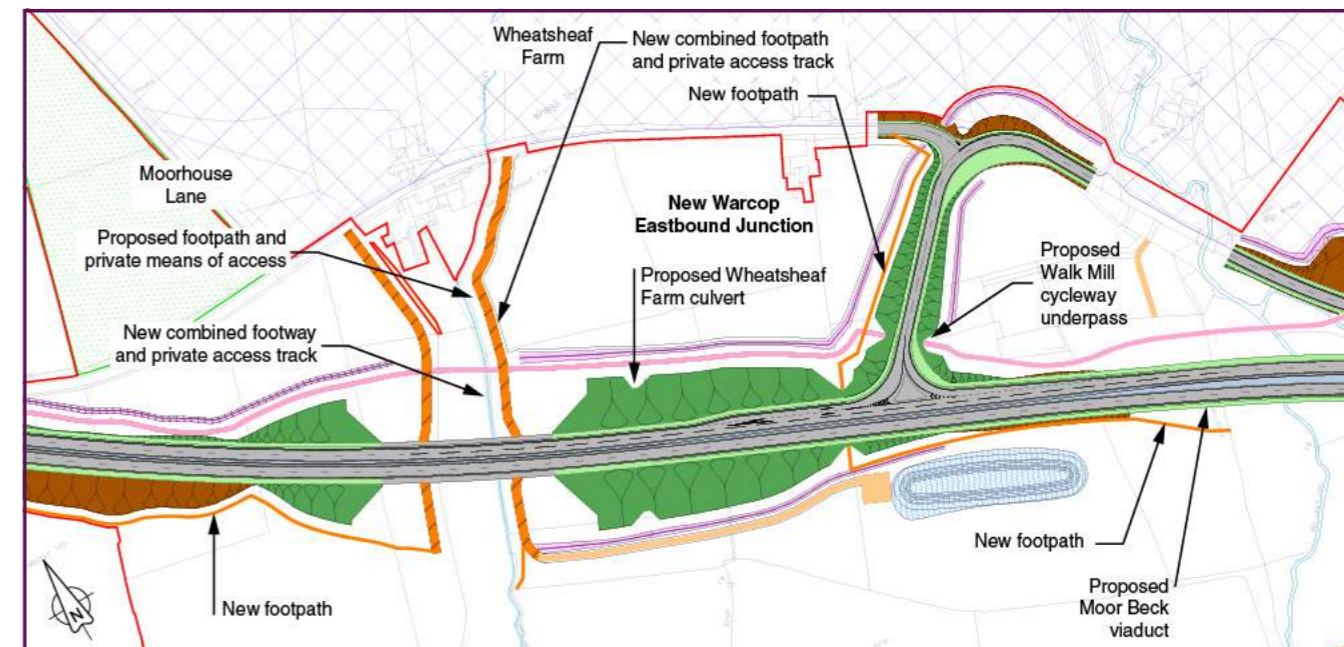 Wheatsheaf
Farm
New combined footpath
and private access track
New footpath
Moorhouse
Lane
New Warcop
Eastbound Junction
Proposed footpath and
private means of access
Proposed Wheatsheaf
Farm culvert
Proposed
Walk Mill
cycleway
underpass
New combined footway
and private access track
New footpath
New footpath
Proposed
Moor Beck
viaduct
N